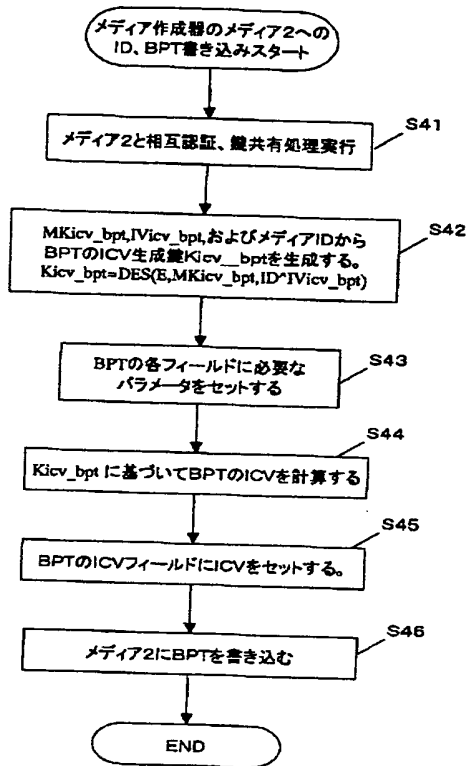 メディア作成器のメディア2への
ID、BPT書き込みスタート
S41
メディア2と相互認証、鍵共有処理実行
S42
MKicv_bpt,IVicv_bpt,およびメディアIDから
BPTのICV生成鍵Kicv__bptを生成する。
Kicv_bpt=DES(E,MKicv_bpt,ID^IVicv_bpt)
S43
BPTの各フィールドに必要な
パラメータをセットする
S44
Kicv_bpt に基づいてBPTのICVを計算する
S45
BPTのICVフィールドにICVをセットする。
S46
メディア2にBPTを書き込む
END